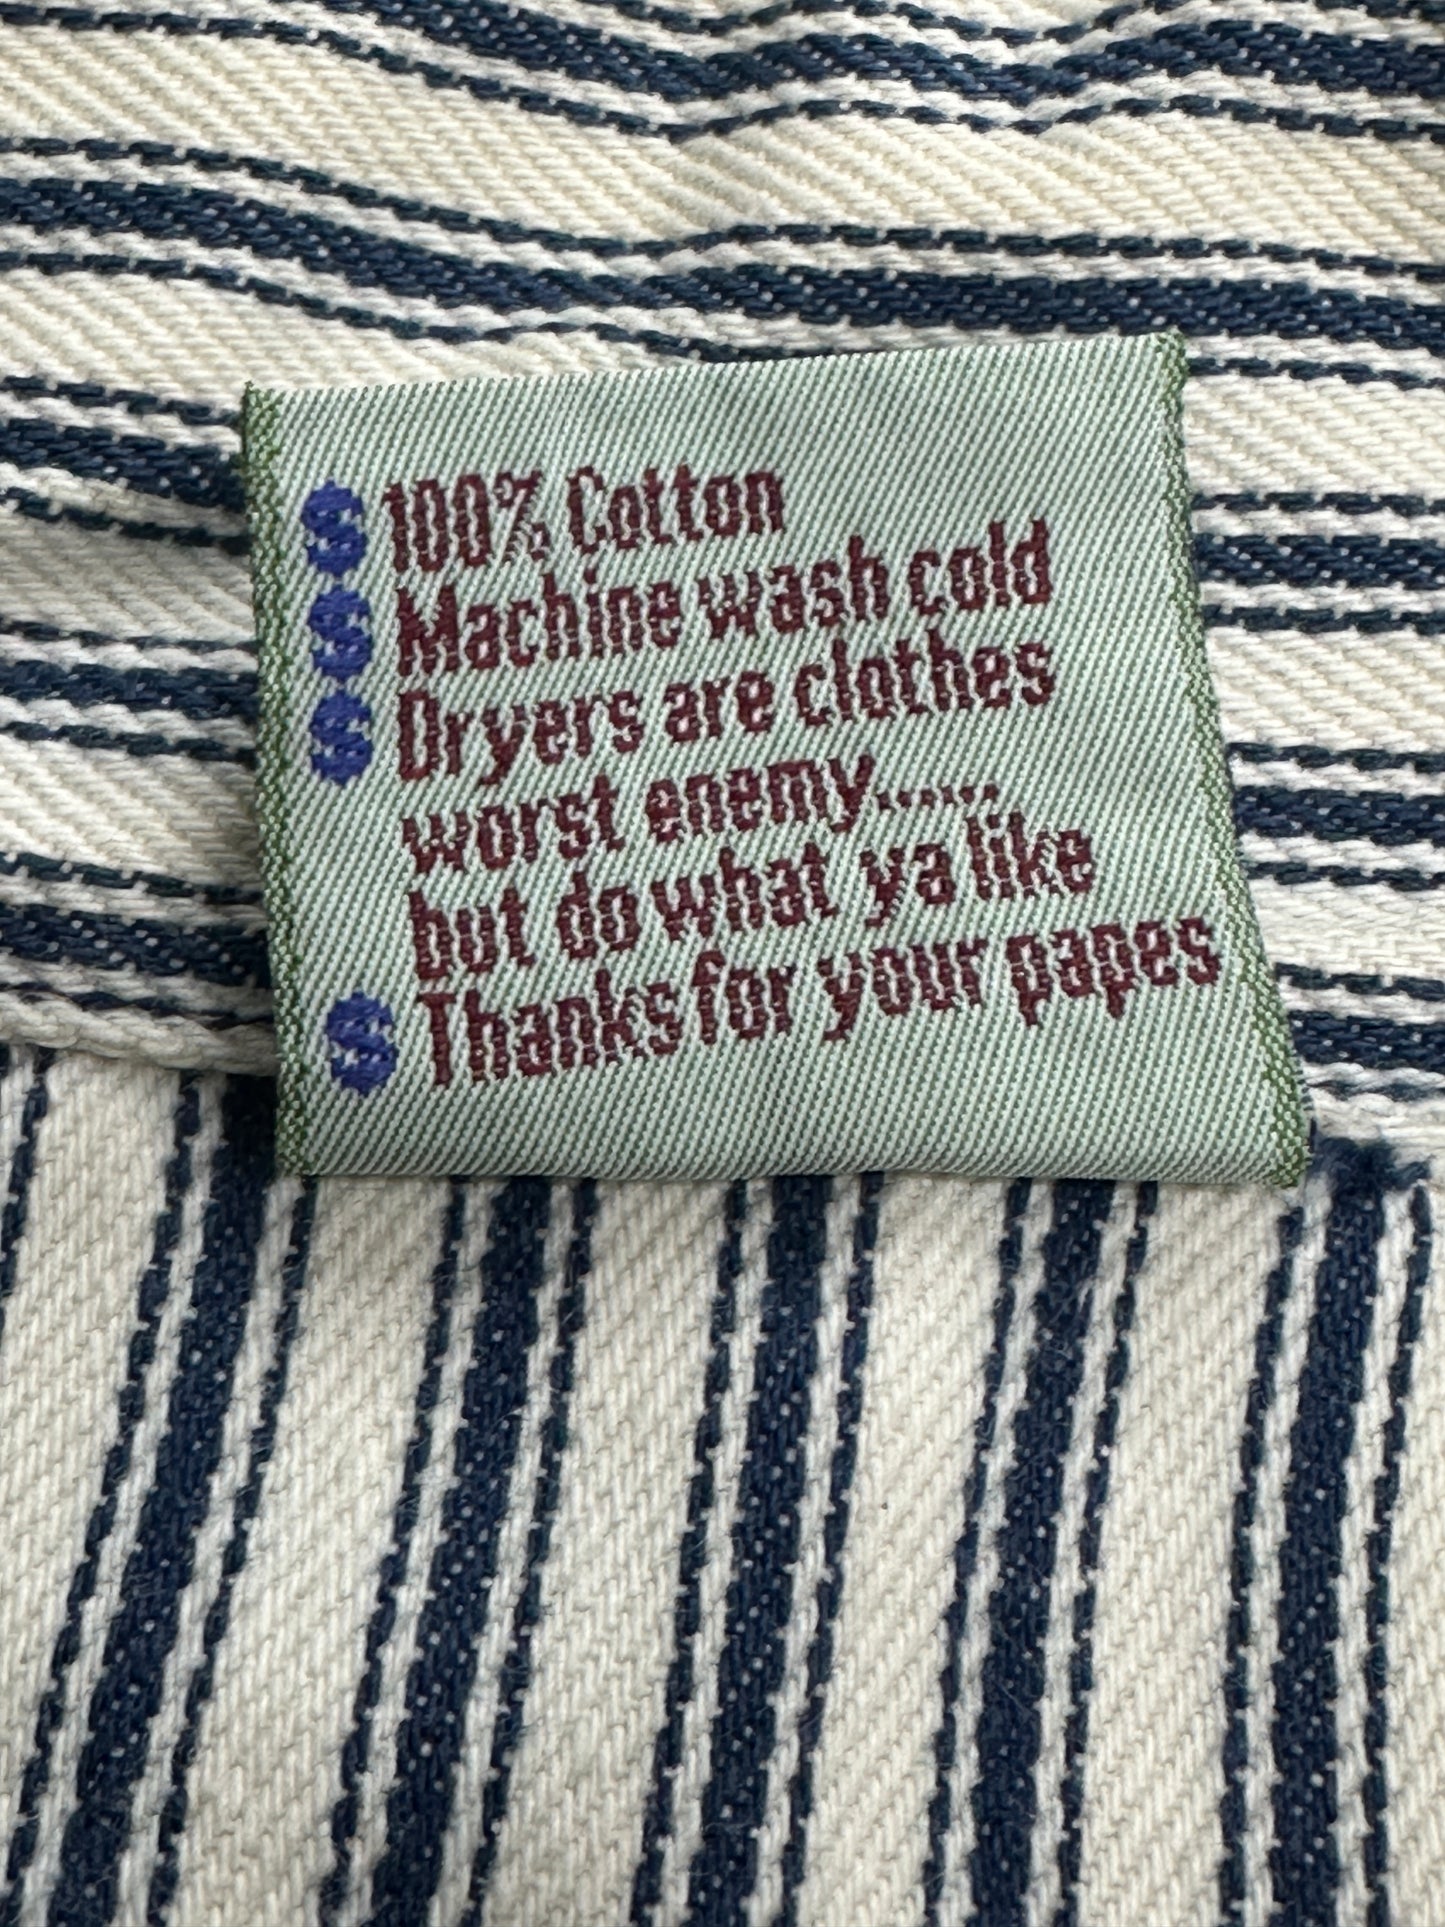 S 100% Cotton
S Machine wash cold
S Dryers are clothes
worst enemy......
but do what ya like
S Thanks for your papes